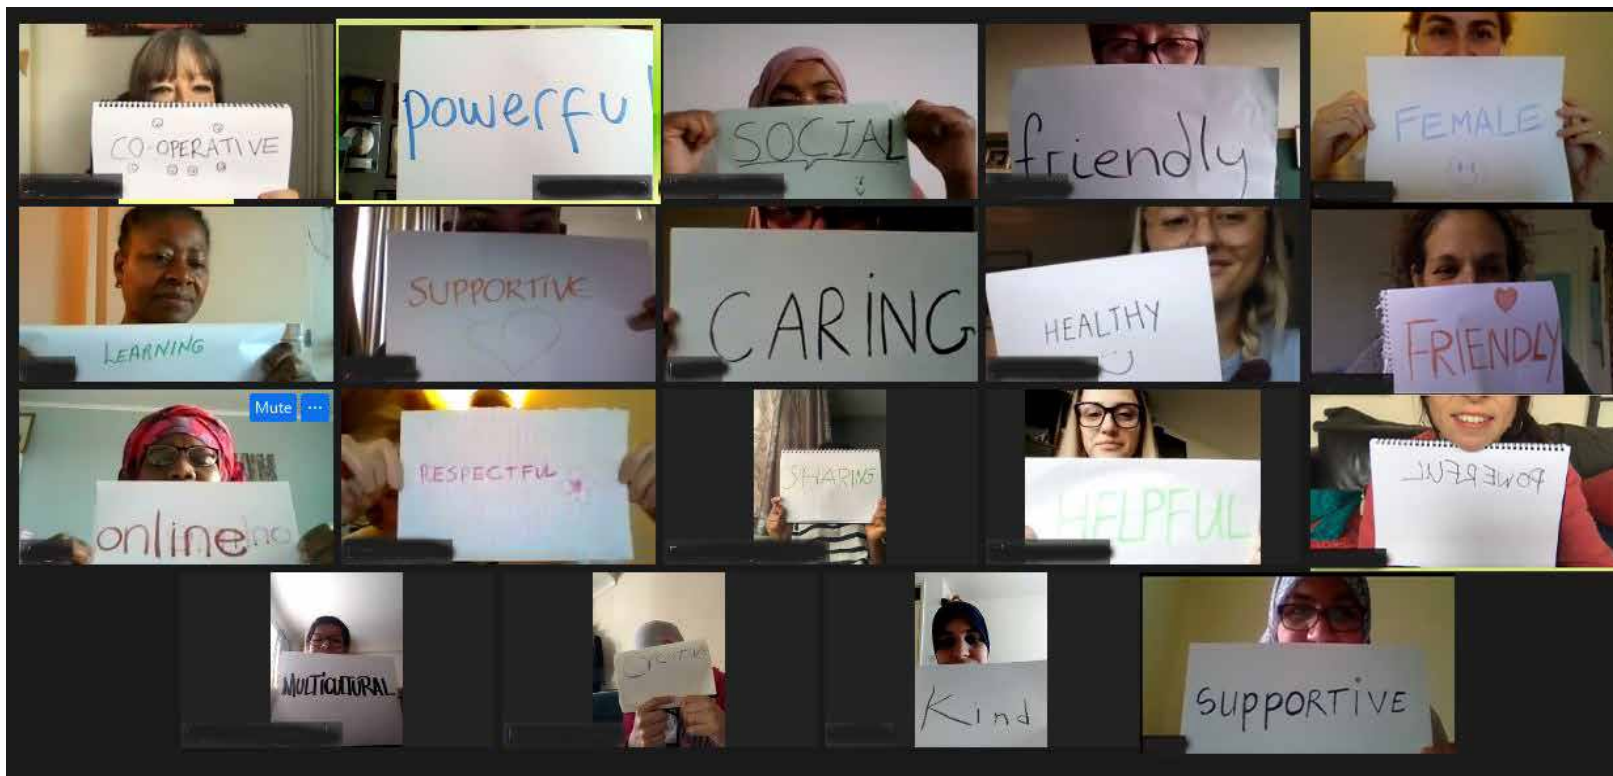 CO-OPERATIVE
powerfu
SOCIAL
friendly
FEMALE
LEARNING
SUPPORTIVE
CARING
HEALTHY
FRIENDLY
Mute ...
online
RESPECTFUL
SHARING
HELPFUL
POWERFUL
MULTICULTURAL
Kind
SUPPORTIVE